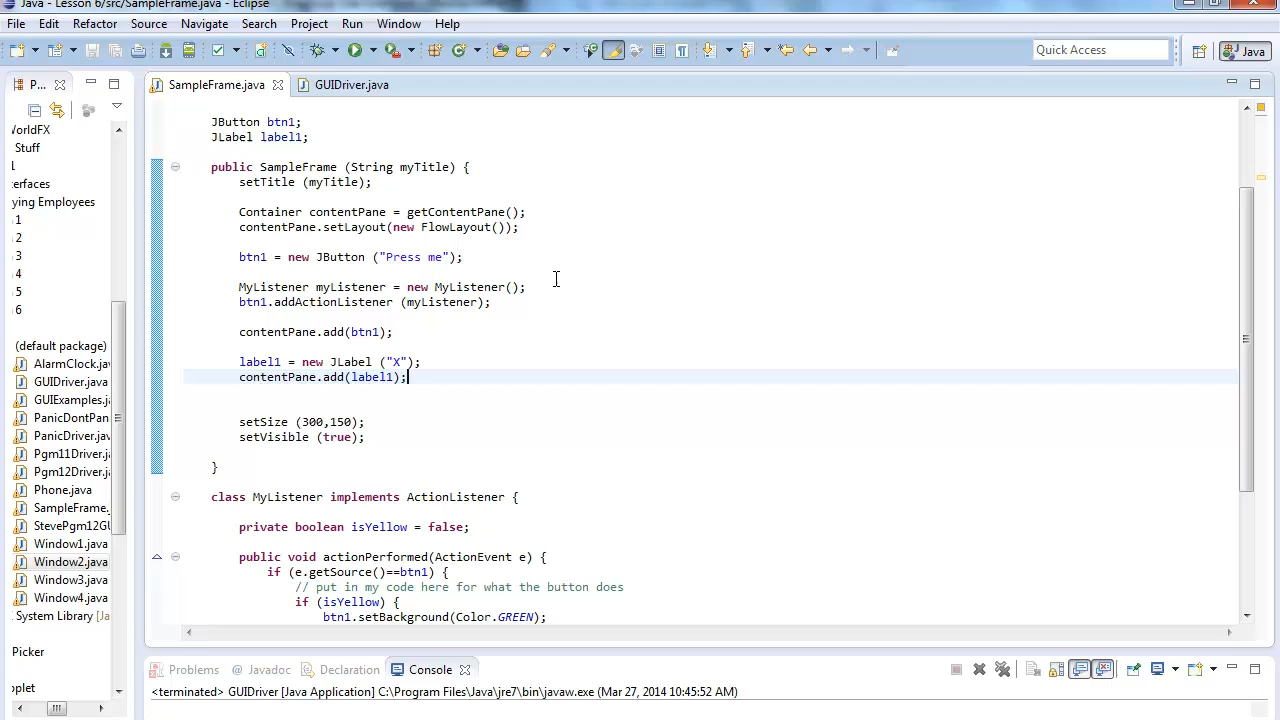 Java - Lesson 6/src/SampleFrame.java - Eclipse
File Edit Refactor Source Navigate Search Project Run Window Help
Quick Access Java
P... SampleFrame.java GUIDriver.java
JButton btn1;
JLabel label1;
public SampleFrame (String myTitle) {
setTitle (myTitle);
Container contentPane = getContentPane();
contentPane.setLayout(new FlowLayout());
btn1 = new JButton ("Press me");
MyListener myListener = new MyListener();
btn1.addActionListener (myListener);
contentPane.add(btn1);
label1 = new JLabel ("X");
contentPane.add(label1);
setSize (300,150);
setVisible (true);
}
class MyListener implements ActionListener {
private boolean isYellow = false;
public void actionPerformed(ActionEvent e) {
if (e.getSource()==btn1) {
// put in my code here for what the button does
if (isYellow) {
btn1.setBackground(Color.GREEN);
/orldFX
Stuff
erfaces
ying Employees
1
2
3
4
5
6
(default package)
AlarmClock.ja
GUIDriver.java
GUIExamples.ja
PanicDontPan
PanicDriver.jav
Pgm11Driver.ja
Pgm12Driver.ja
Phone.java
SampleFrame.
StevePgm12GU
Window1.java
Window2.java
Window3.java
Window4.java
System Library [Ja
Picker
plet
Problems @ Javadoc Declaration Console
<terminated> GUIDriver [Java Application] C:\Program Files\Java\jre7\bin\javaw.exe (Mar 27, 2014 10:45:52 AM)